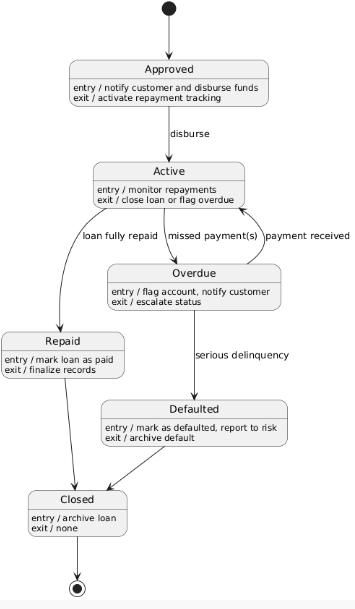 Approved
entry / notify customer and disburse funds
exit / activate repayment tracking
disburse
Active
entry / monitor repayments
exit / close loan or flag overdue
loan fully repaid
missed payment(s)
payment received
Overdue
entry / flag account, notify customer
exit / escalate status
Repaid
entry / mark loan as paid
exit / finalize records
serious delinquency
Defaulted
entry / mark as defaulted, report to risk
exit / archive default
Closed
entry / archive loan
exit / none